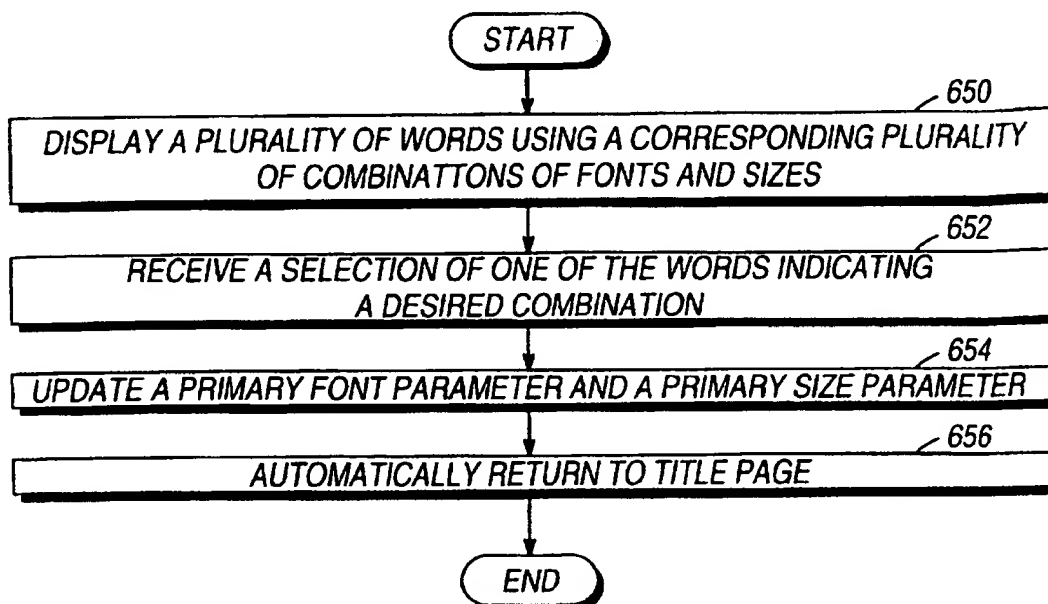 START
650
DISPLAY A PLURALITY OF WORDS USING A CORRESPONDING PLURALITY
OF COMBINATTONS OF FONTS AND SIZES
652
RECEIVE A SELECTION OF ONE OF THE WORDS INDICATING
A DESIRED COMBINATION
654
UPDATE A PRIMARY FONT PARAMETER AND A PRIMARY SIZE PARAMETER
656
AUTOMATICALLY RETURN TO TITLE PAGE
END